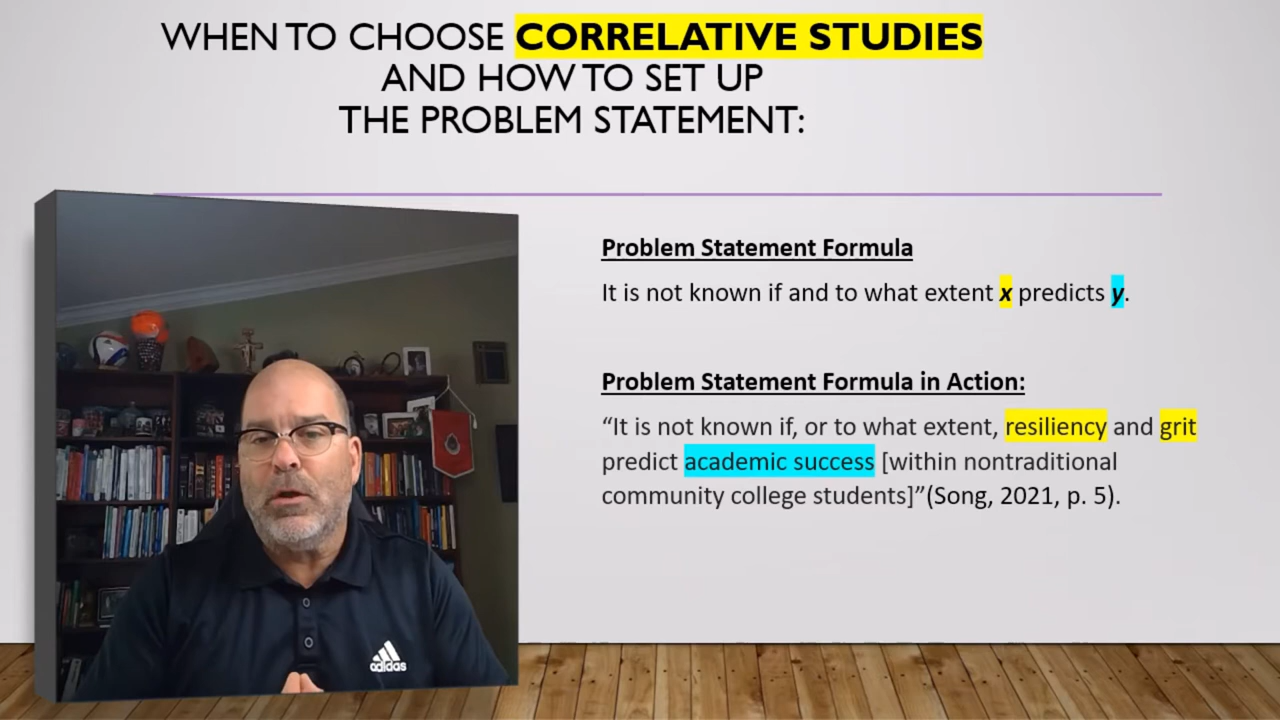 WHEN TO CHOOSE CORRELATIVE STUDIES
AND HOW TO SET UP
THE PROBLEM STATEMENT:
Problem Statement Formula
It is not known if and to what extent x predicts y.
Problem Statement Formula in Action:
“It is not known if, or to what extent, resiliency and grit
predict academic success [within nontraditional
community college students]”(Song, 2021, p. 5).
adidas